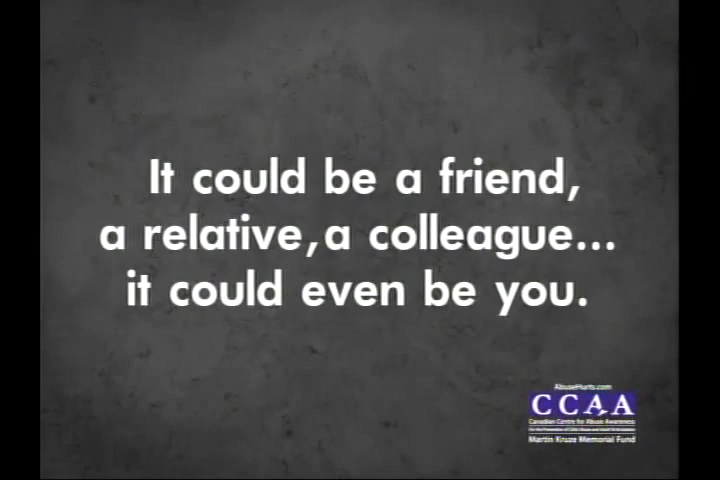 It could be a friend,
a relative, a colleague...
it could even be you.
AbuseHurts.com
CCAA
Canadian Centre for Abuse Awareness
Martin Kruze Memorial Fund